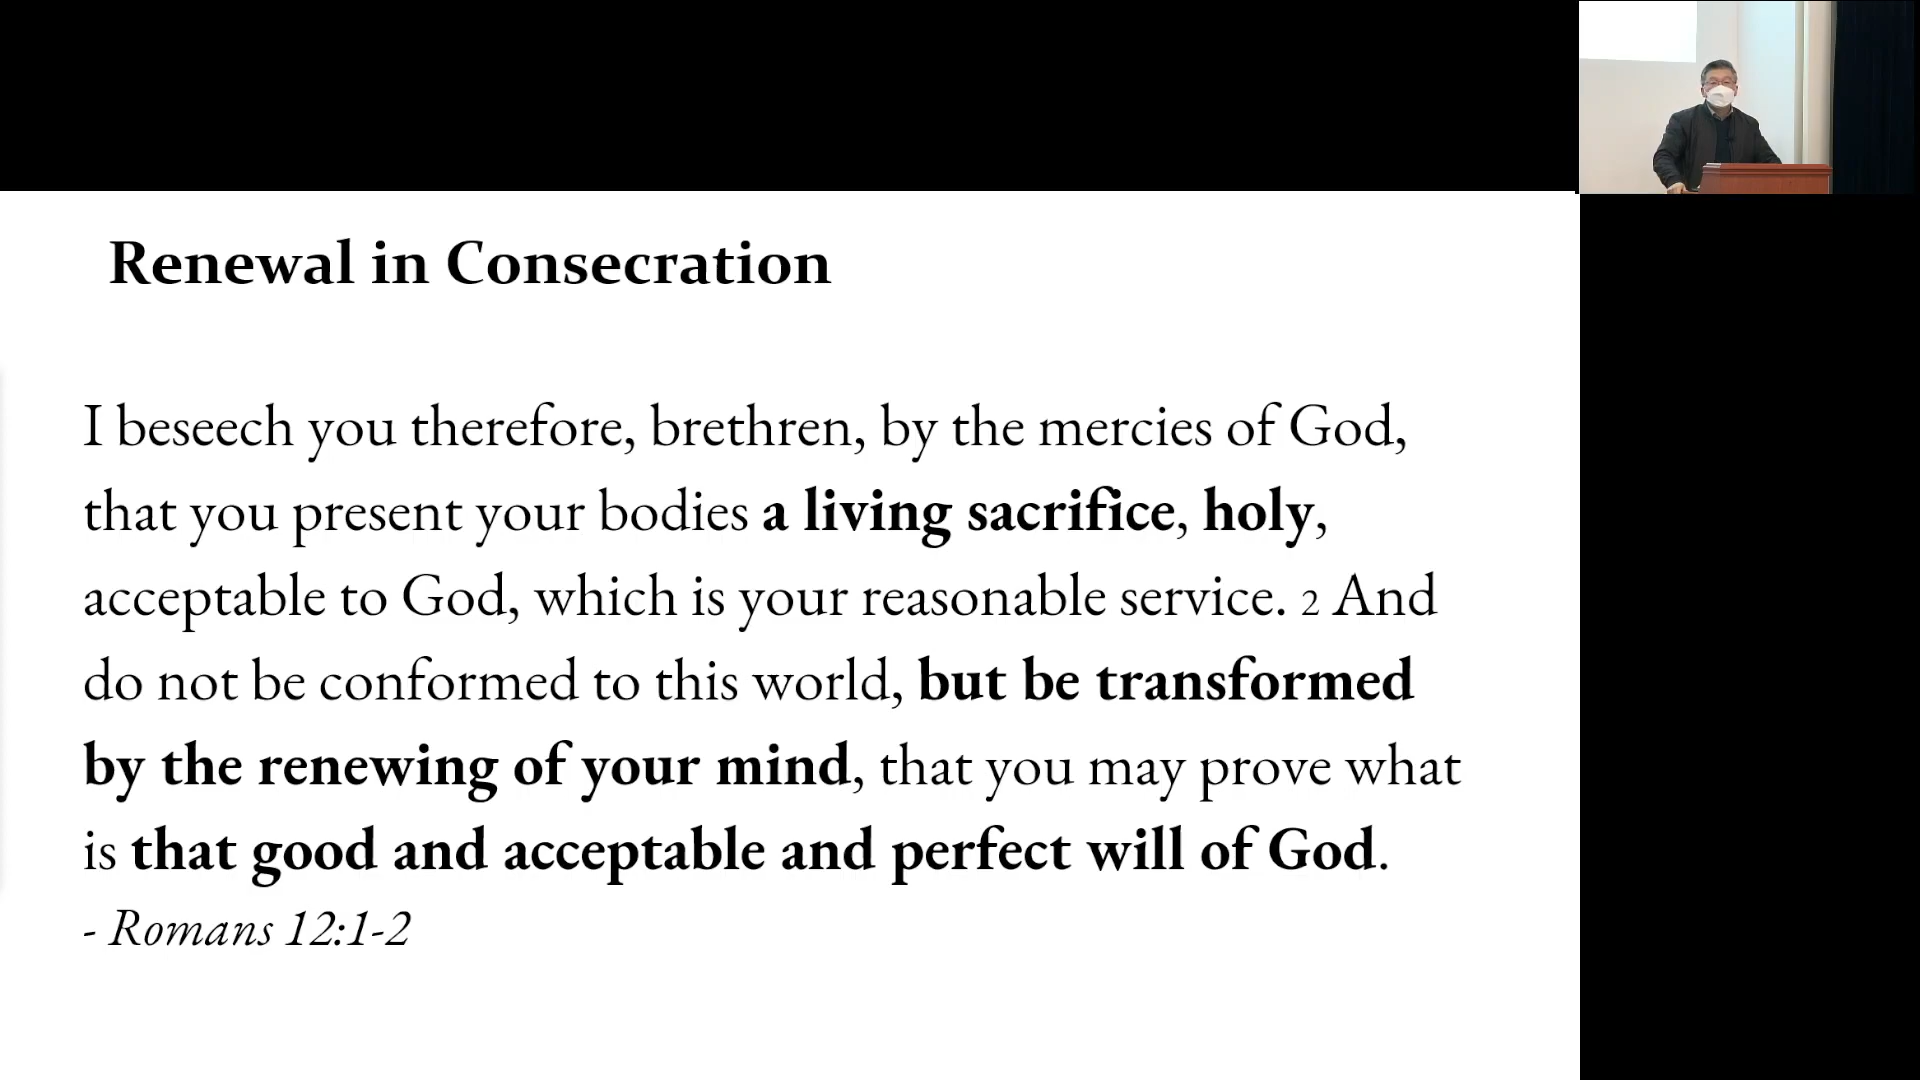 Renewal in Consecration
I beseech you therefore, brethren, by the mercies of God,
that you present your bodies a living sacrifice, holy,
acceptable to God, which is your reasonable service. 2 And
do not be conformed to this world, but be transformed
by the renewing of your mind, that you may prove what
is that good and acceptable and perfect will of God.
- Romans 12:1-2